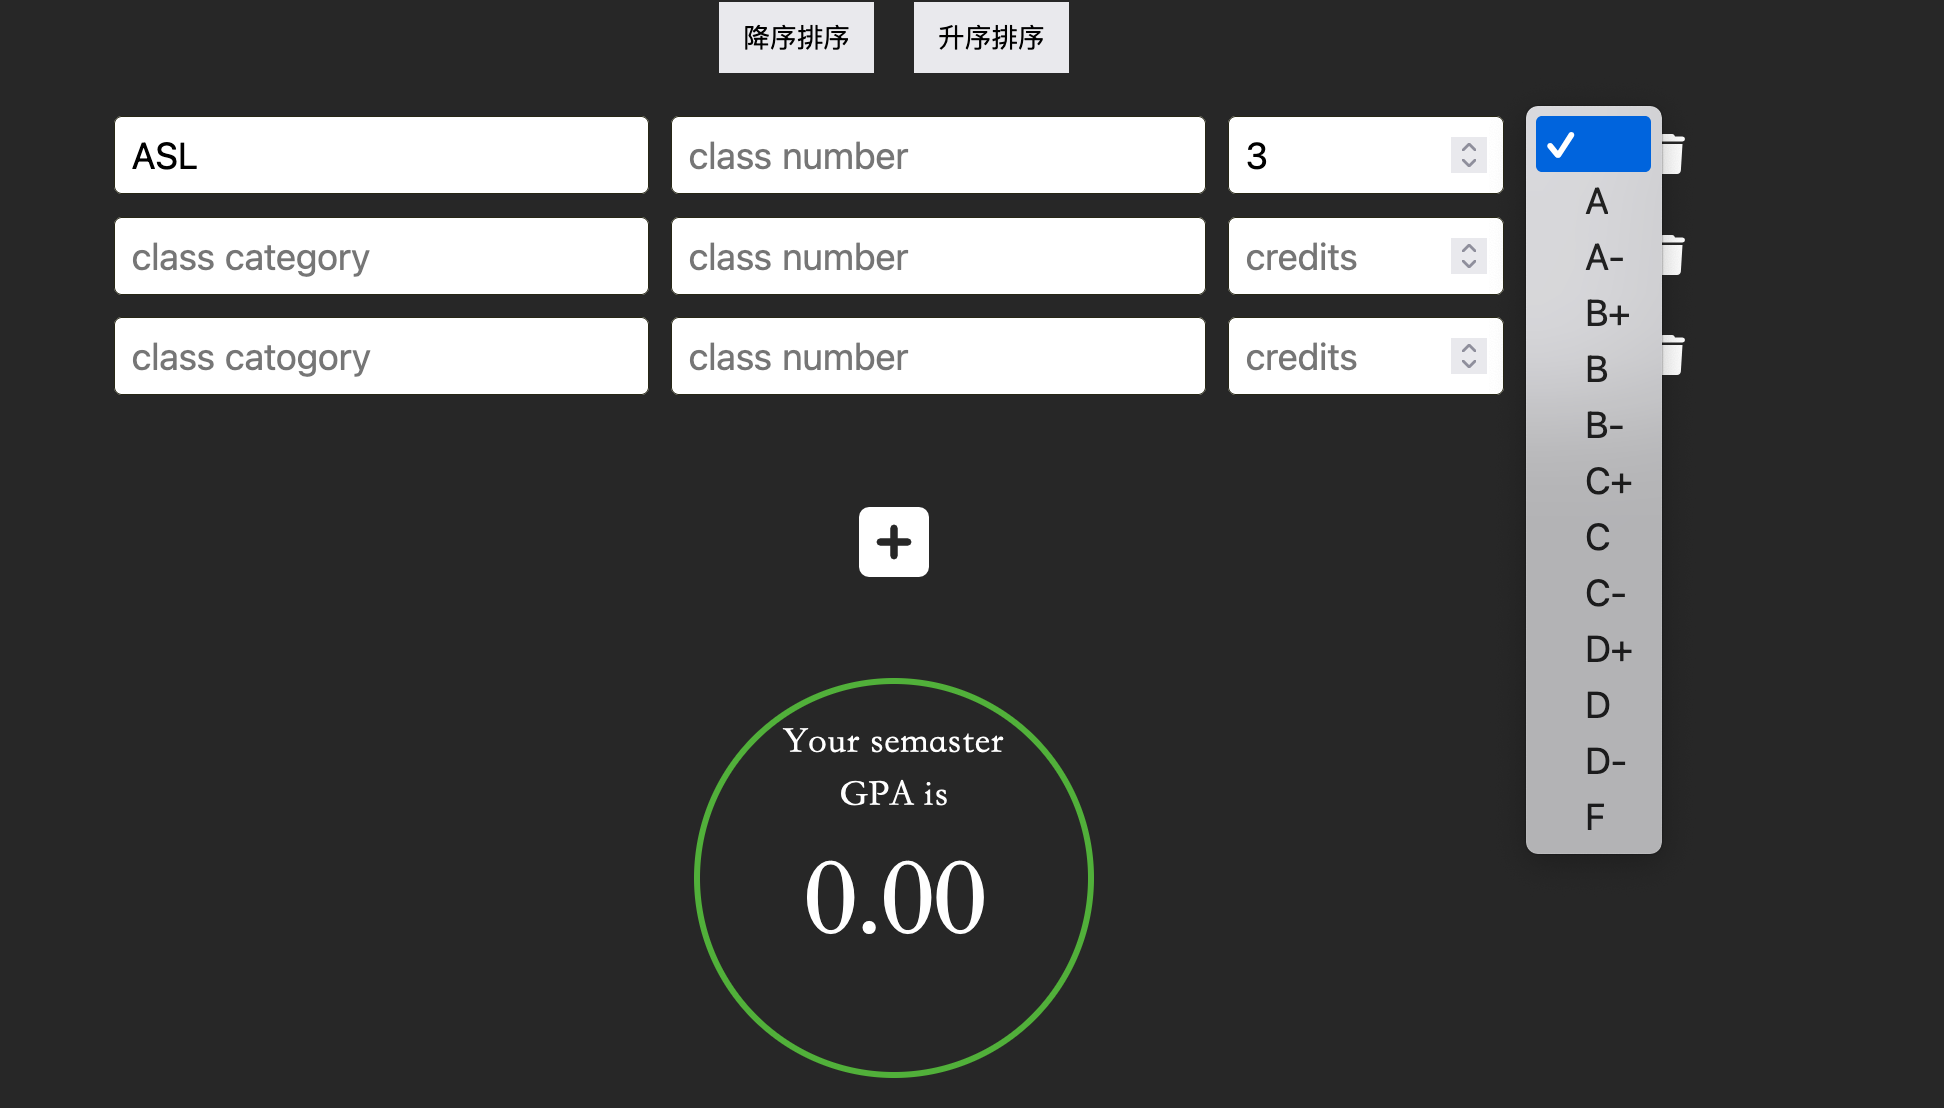 降序排序 升序排序
ASL class number 3
class category class number credits
class catogory class number credits
A
A-
B+
B
B-
C+
C
C-
D+
D
D-
F
Your semaster
GPA is
0.00